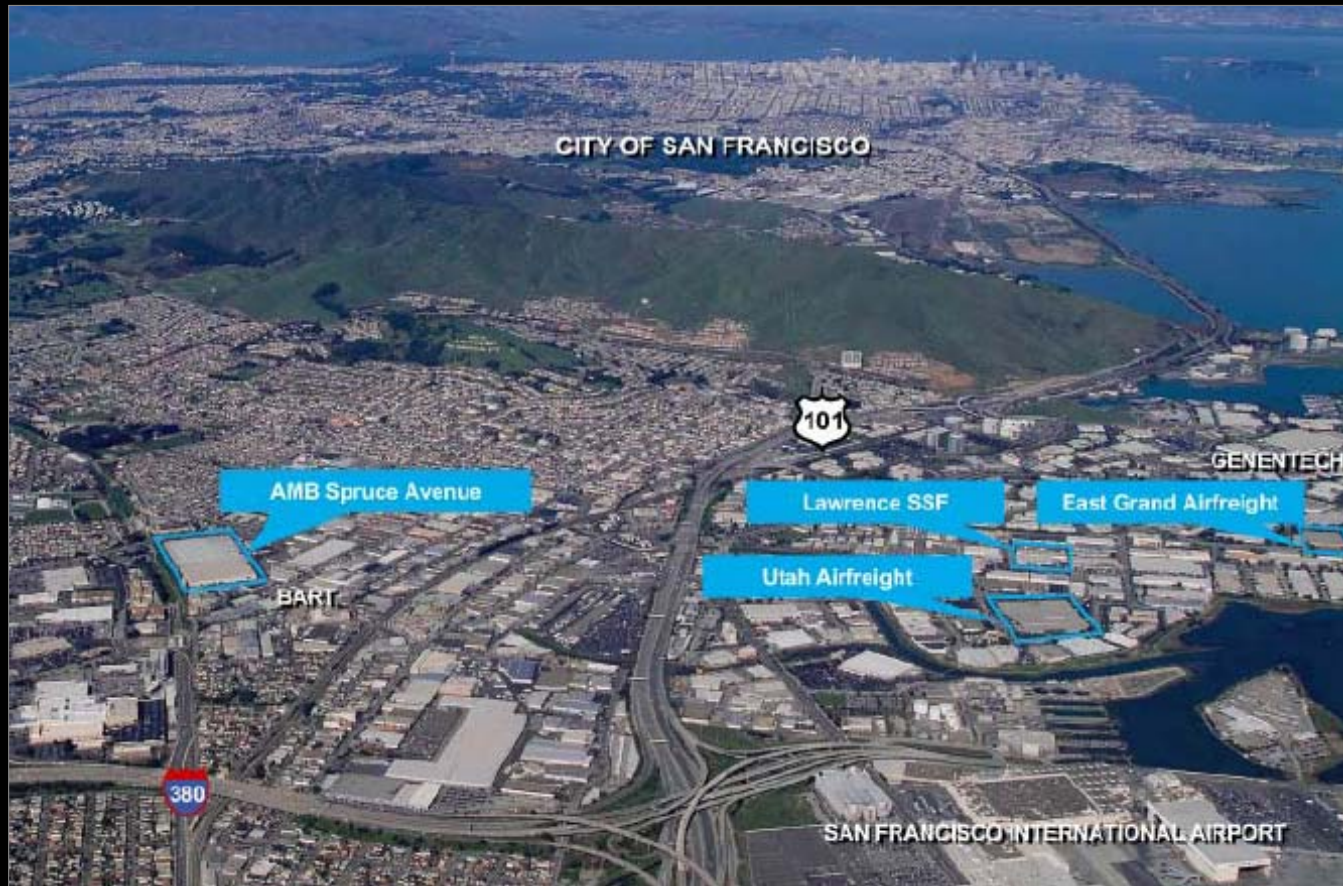 CITY OF SAN FRANCISCO
101
GENENTECH
AMB Spruce Avenue
Lawrence SSF
East Grand Airfreight
Utah Airfreight
BART
380
SAN FRANCISCO INTERNATIONAL AIRPORT